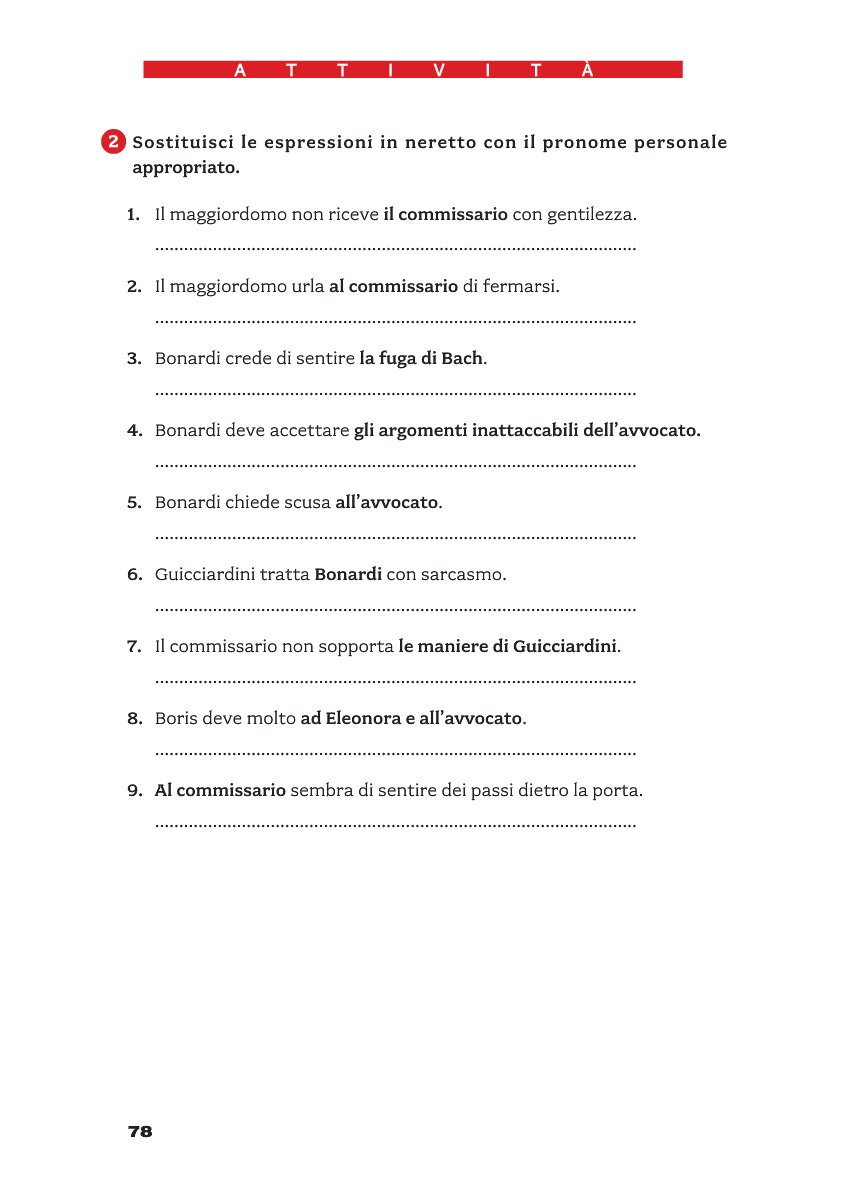 ATTIVITÀ
2 Sostituisci le espressioni in neretto con il pronome personale
appropriato.
1. Il maggiordomo non riceve il commissario con gentilezza.
....................................................................................................
2. Il maggiordomo urla al commissario di fermarsi.
....................................................................................................
3. Bonardi crede di sentire la fuga di Bach.
....................................................................................................
4. Bonardi deve accettare gli argomenti inattaccabili dell’avvocato.
....................................................................................................
5. Bonardi chiede scusa all’avvocato.
....................................................................................................
6. Guicciardini tratta Bonardi con sarcasmo.
....................................................................................................
7. Il commissario non sopporta le maniere di Guicciardini.
....................................................................................................
8. Boris deve molto ad Eleonora e all’avvocato.
....................................................................................................
9. Al commissario sembra di sentire dei passi dietro la porta.
....................................................................................................
78